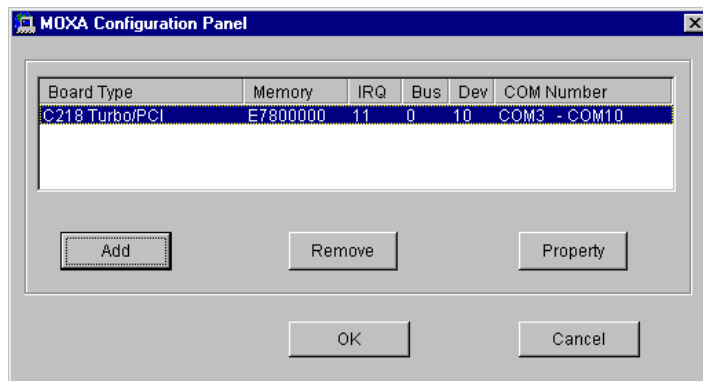 MOXA Configuration Panel
Board Type Memory IRQ Bus Dev COM Number
C218 Turbo/PCI E7800000 11 0 10 COM3 - COM10
Add Remove Property
OK Cancel